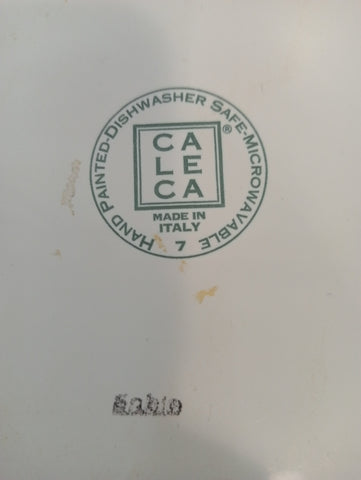 HAND PAINTED-DISHWASHER SAFE-MICROWAVABLE
CA
LE
CA
®
MADE IN
ITALY
7